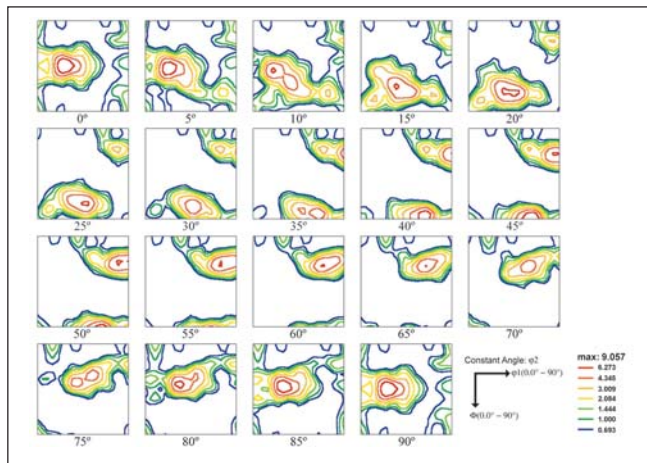 0° 5° 10° 15° 20°
25° 30° 35° 40° 45°
50° 55° 60° 65° 70°
75° 80° 85° 90°
Constant Angle: φ2
φ1(0.0° – 90°)
Φ(0.0° – 90°)
max: 9.057
6.273
4.345
3.009
2.084
1.444
1.000
0.693